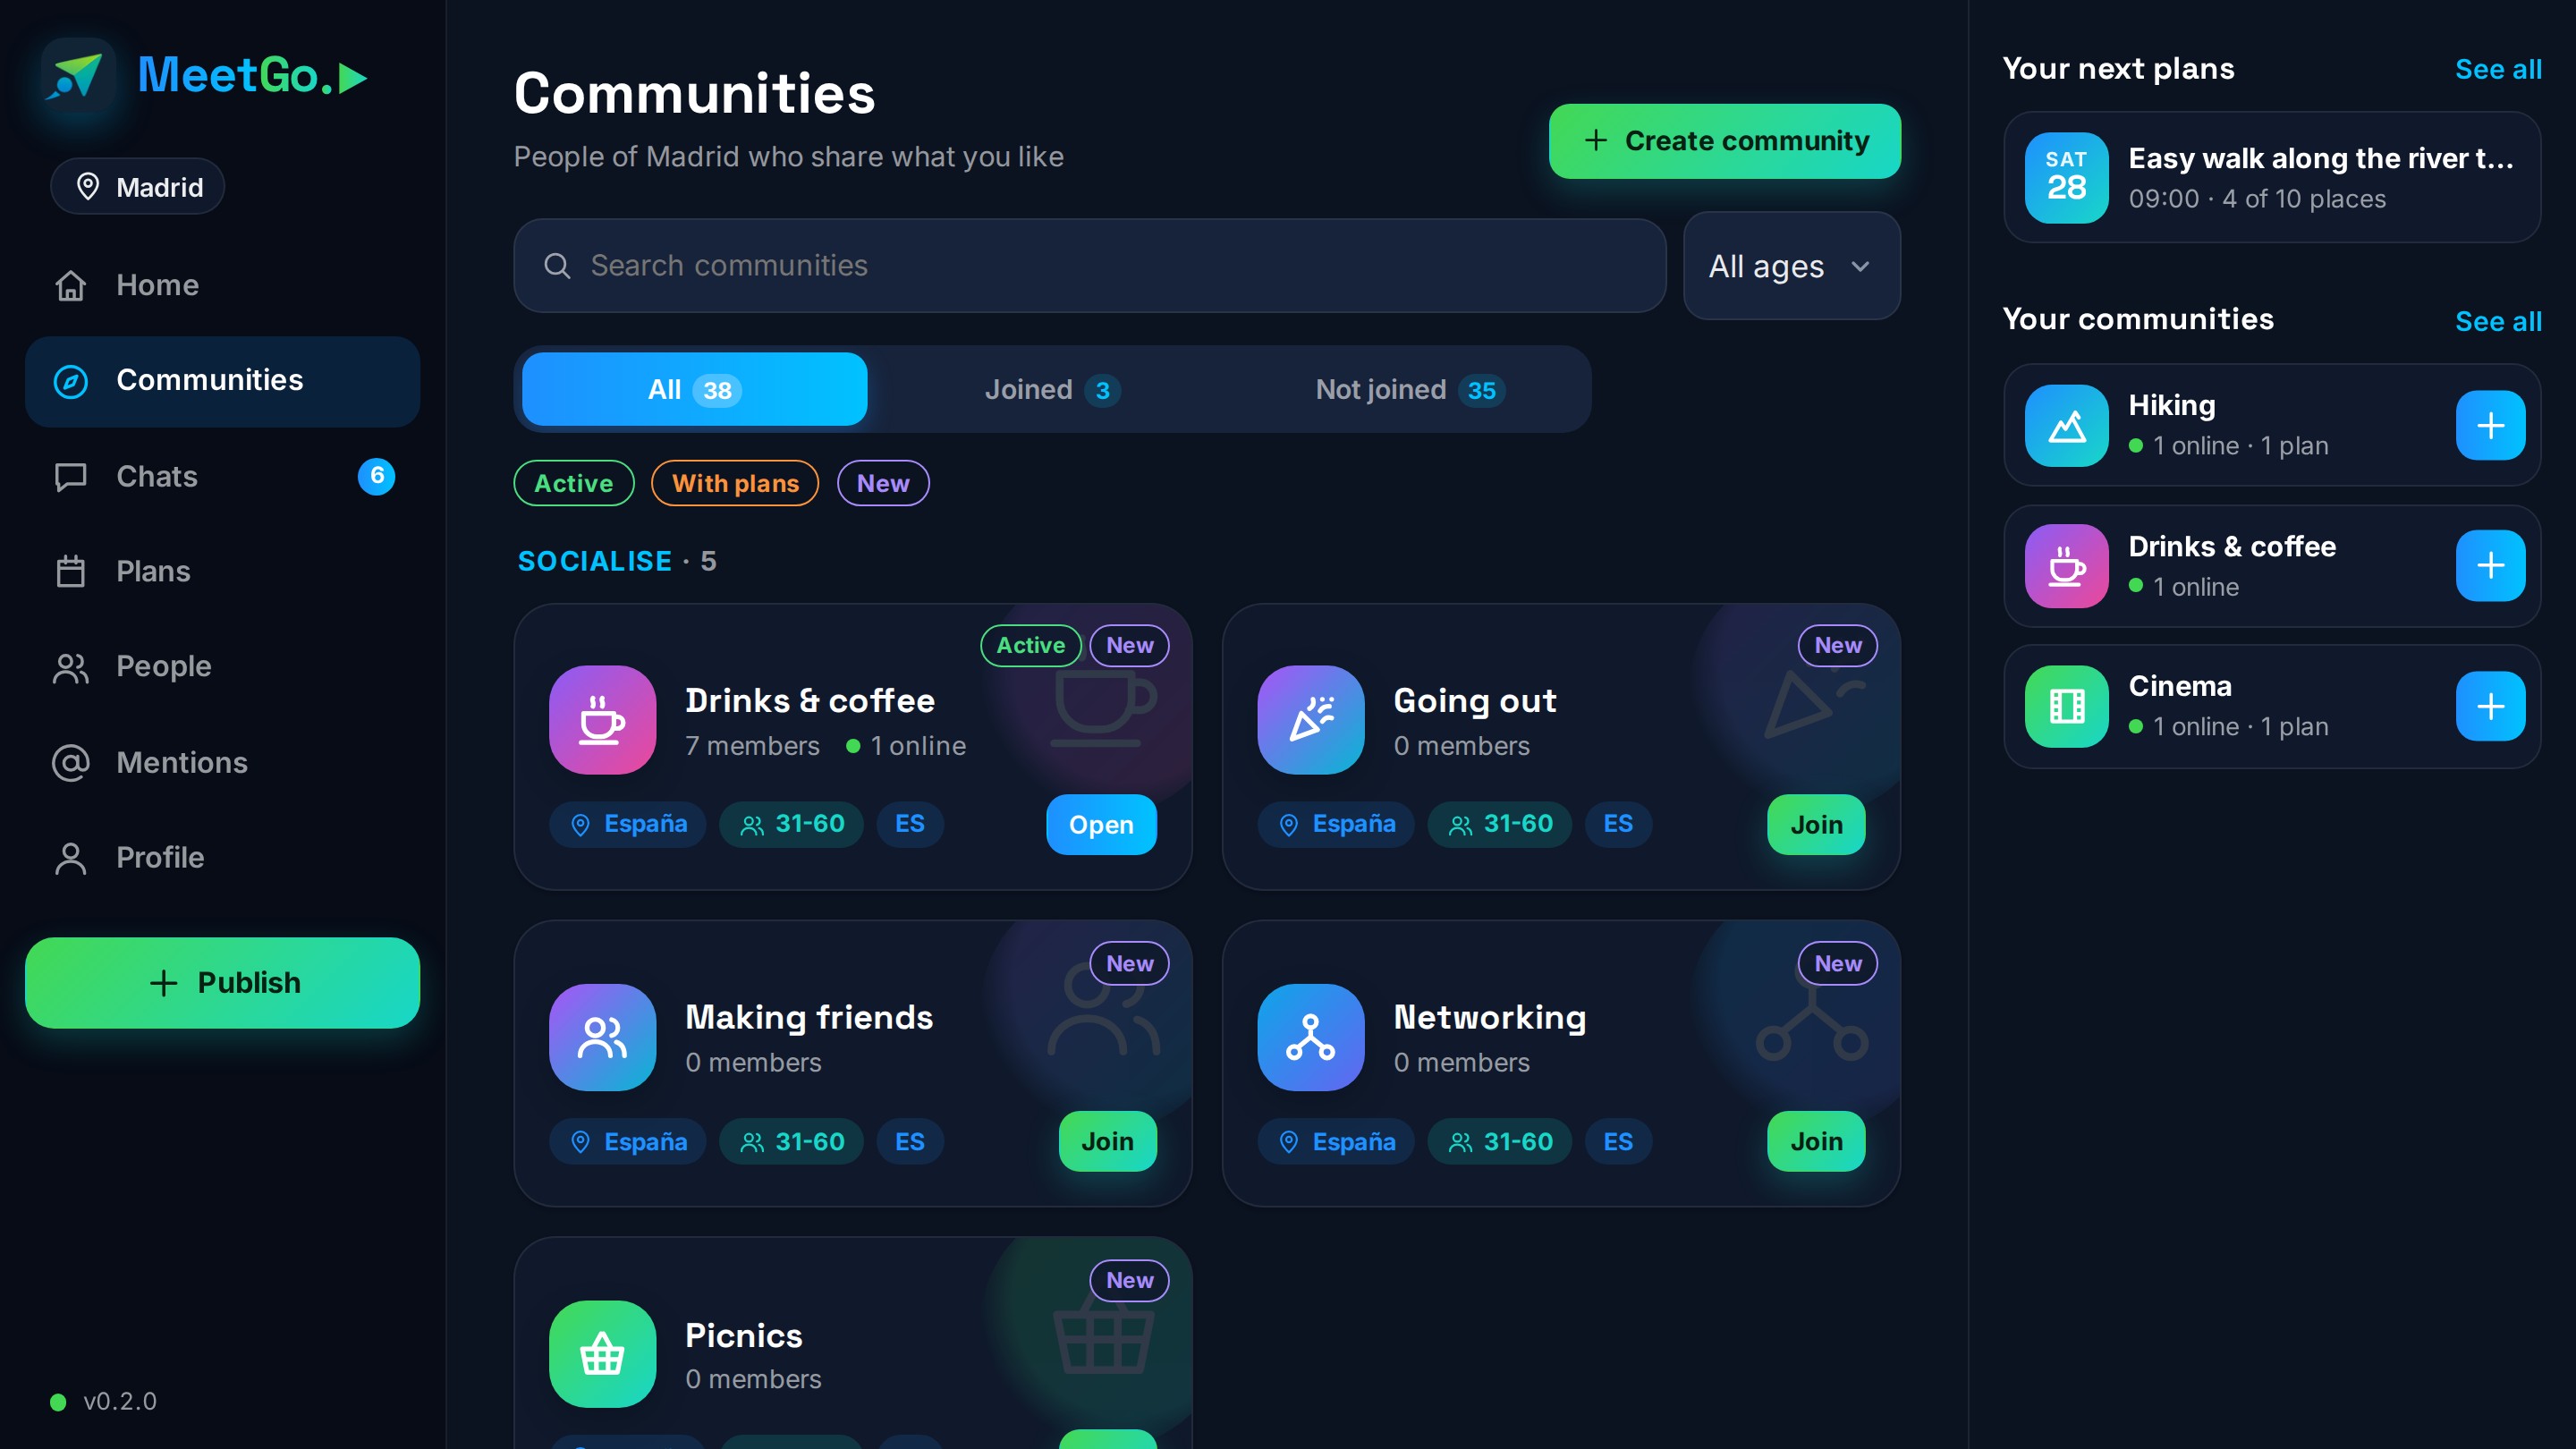 MeetGo.
Madrid
Home
Communities
Chats 6
Plans
People
Mentions
Profile
+ Publish
v0.2.0
Communities
People of Madrid who share what you like
+ Create community
Search communities
All ages
All 38
Joined 3
Not joined 35
Active
With plans
New
SOCIALISE · 5
Active New
Drinks & coffee
7 members 1 online
España 31-60 ES Open
New
Going out
0 members
España 31-60 ES Join
New
Making friends
0 members
España 31-60 ES Join
New
Networking
0 members
España 31-60 ES Join
New
Picnics
0 members
Your next plans See all
SAT
28
Easy walk along the river t...
09:00 · 4 of 10 places
Your communities See all
Hiking
1 online · 1 plan
Drinks & coffee
1 online
Cinema
1 online · 1 plan